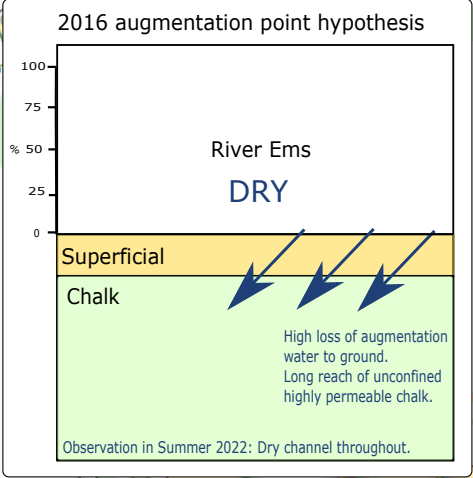 2016 augmentation point hypothesis
100
75
% 50
25
0
River Ems
DRY
Superficial
Chalk
High loss of augmentation
water to ground.
Long reach of unconfined
highly permeable chalk.
Observation in Summer 2022: Dry channel throughout.